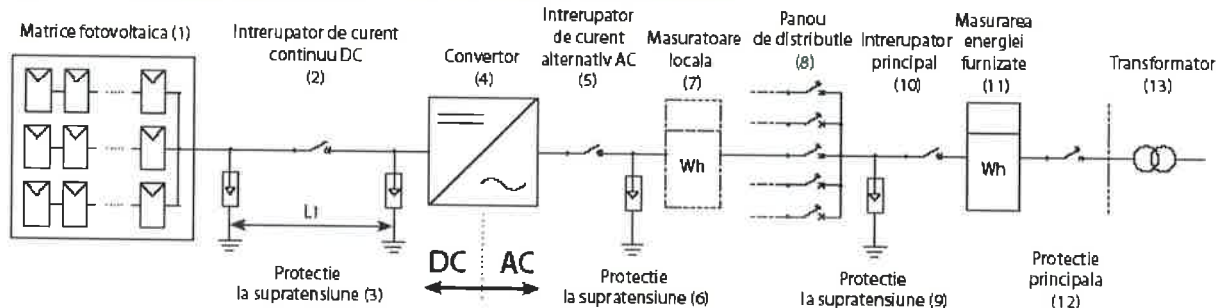 Matrice fotovoltaica (1)
Intrerupator de curent
continuu DC
(2)
Convertor
(4)
Intrerupator
de curent
alternativ AC
(5)
Masuratoare
locala
(7)
Panou
de distributie
(8)
Intrerupator
principal
(10)
Masurarea
energiei
furnizate
(11)
Transformator
(13)
Wh
Wh
L1
DC
AC
Protectie
la supratensiune (3)
Protectie
la supratensiune (6)
Protectie
la supratensiune (9)
Protectie
principala
(12)